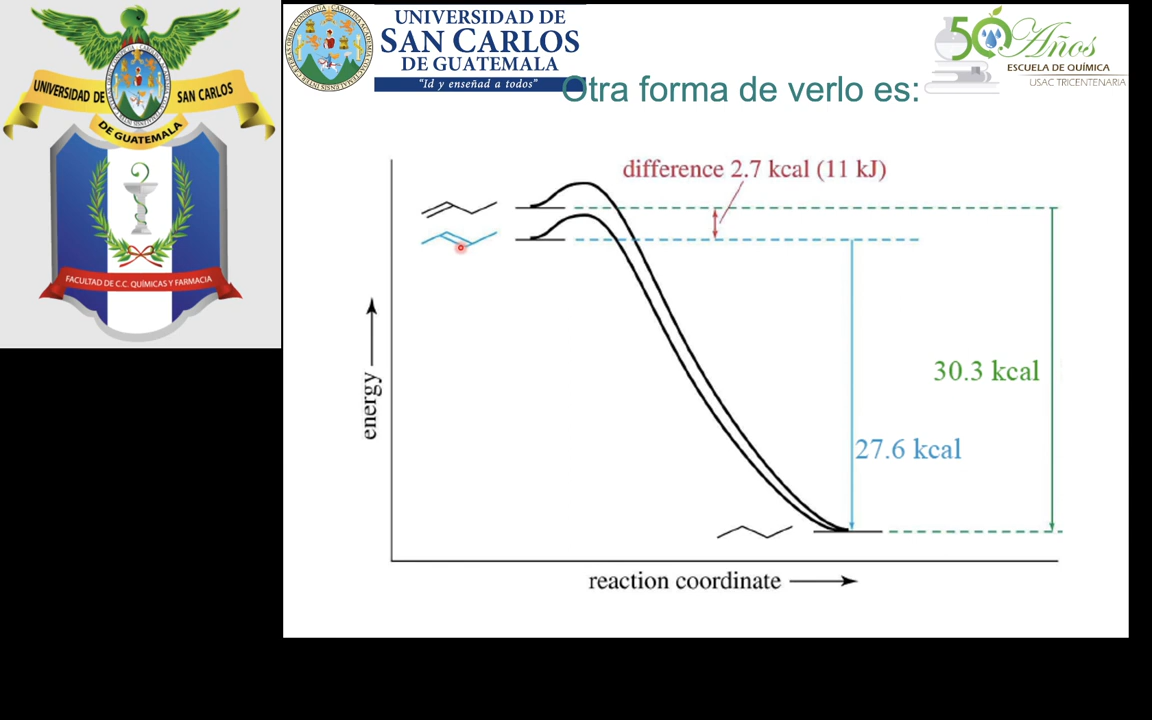 UNIVERSIDAD DE SAN CARLOS
DE GUATEMALA
FACULTAD DE C.C. QUÍMICAS Y FARMACIA
UNIVERSIDAD DE
SAN CARLOS
DE GUATEMALA
"Id y enseñad a todos"
50 Años
ESCUELA DE QUÍMICA
USAC TRICENTENARIA
Otra forma de verlo es:
difference 2.7 kcal (11 kJ)
energy
30.3 kcal
27.6 kcal
reaction coordinate